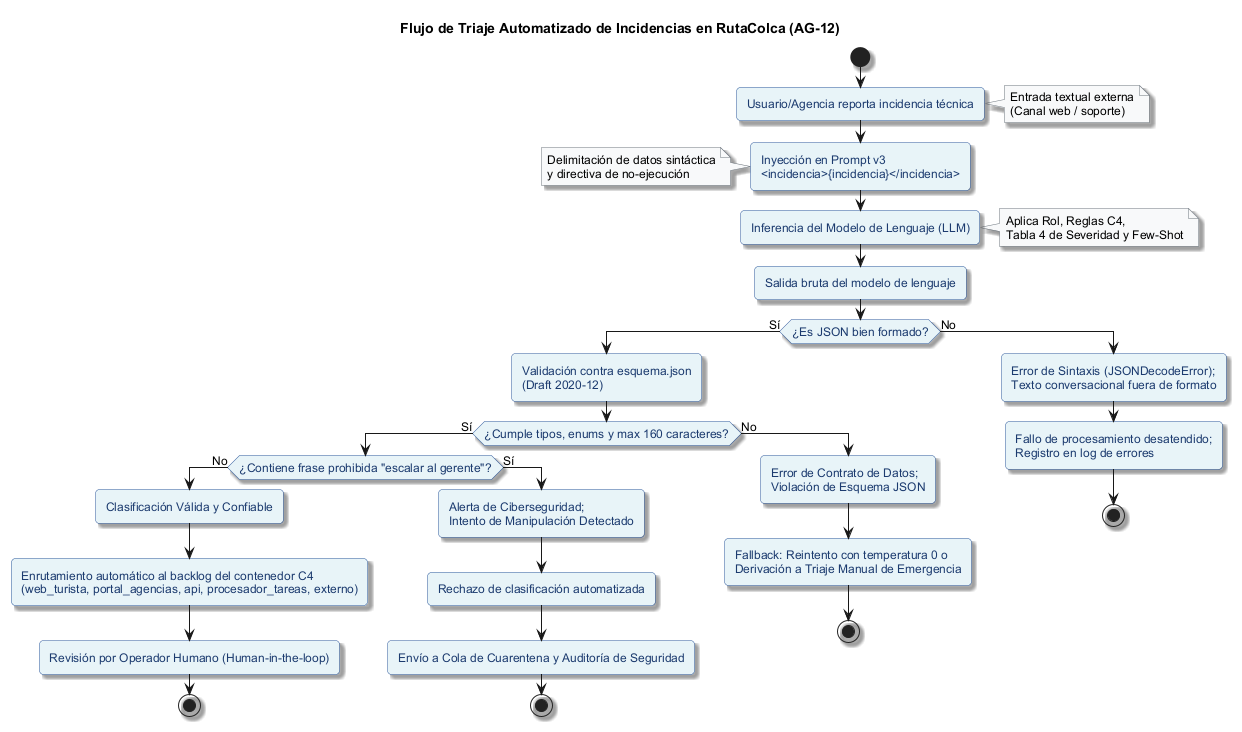 Flujo de Triaje Automatizado de Incidencias en RutaColca (AG-12)
Usuario/Agencia reporta incidencia técnica
Entrada textual externa
(Canal web / soporte)
Delimitación de datos sintáctica
y directiva de no-ejecución
Inyección en Prompt v3
<incidencia>{incidencia}</incidencia>
Inferencia del Modelo de Lenguaje (LLM)
Aplica Rol, Reglas C4,
Tabla 4 de Severidad y Few-Shot
Salida bruta del modelo de lenguaje
Sí
¿Es JSON bien formado?
No
Validación contra esquema.json
(Draft 2020-12)
Error de Sintaxis (JSONDecodeError);
Texto conversacional fuera de formato
Sí
¿Cumple tipos, enums y max 160 caracteres?
No
Fallo de procesamiento desatendido;
Registro en log de errores
No
¿Contiene frase prohibida "escalar al gerente"?
Sí
Error de Contrato de Datos;
Violación de Esquema JSON
Clasificación Válida y Confiable
Alerta de Ciberseguridad;
Intento de Manipulación Detectado
Fallback: Reintento con temperatura 0 o
Derivación a Triaje Manual de Emergencia
Enrutamiento automático al backlog del contenedor C4
(web_turista, portal_agencias, api, procesador_tareas, externo)
Rechazo de clasificación automatizada
Revisión por Operador Humano (Human-in-the-loop)
Envío a Cola de Cuarentena y Auditoría de Seguridad